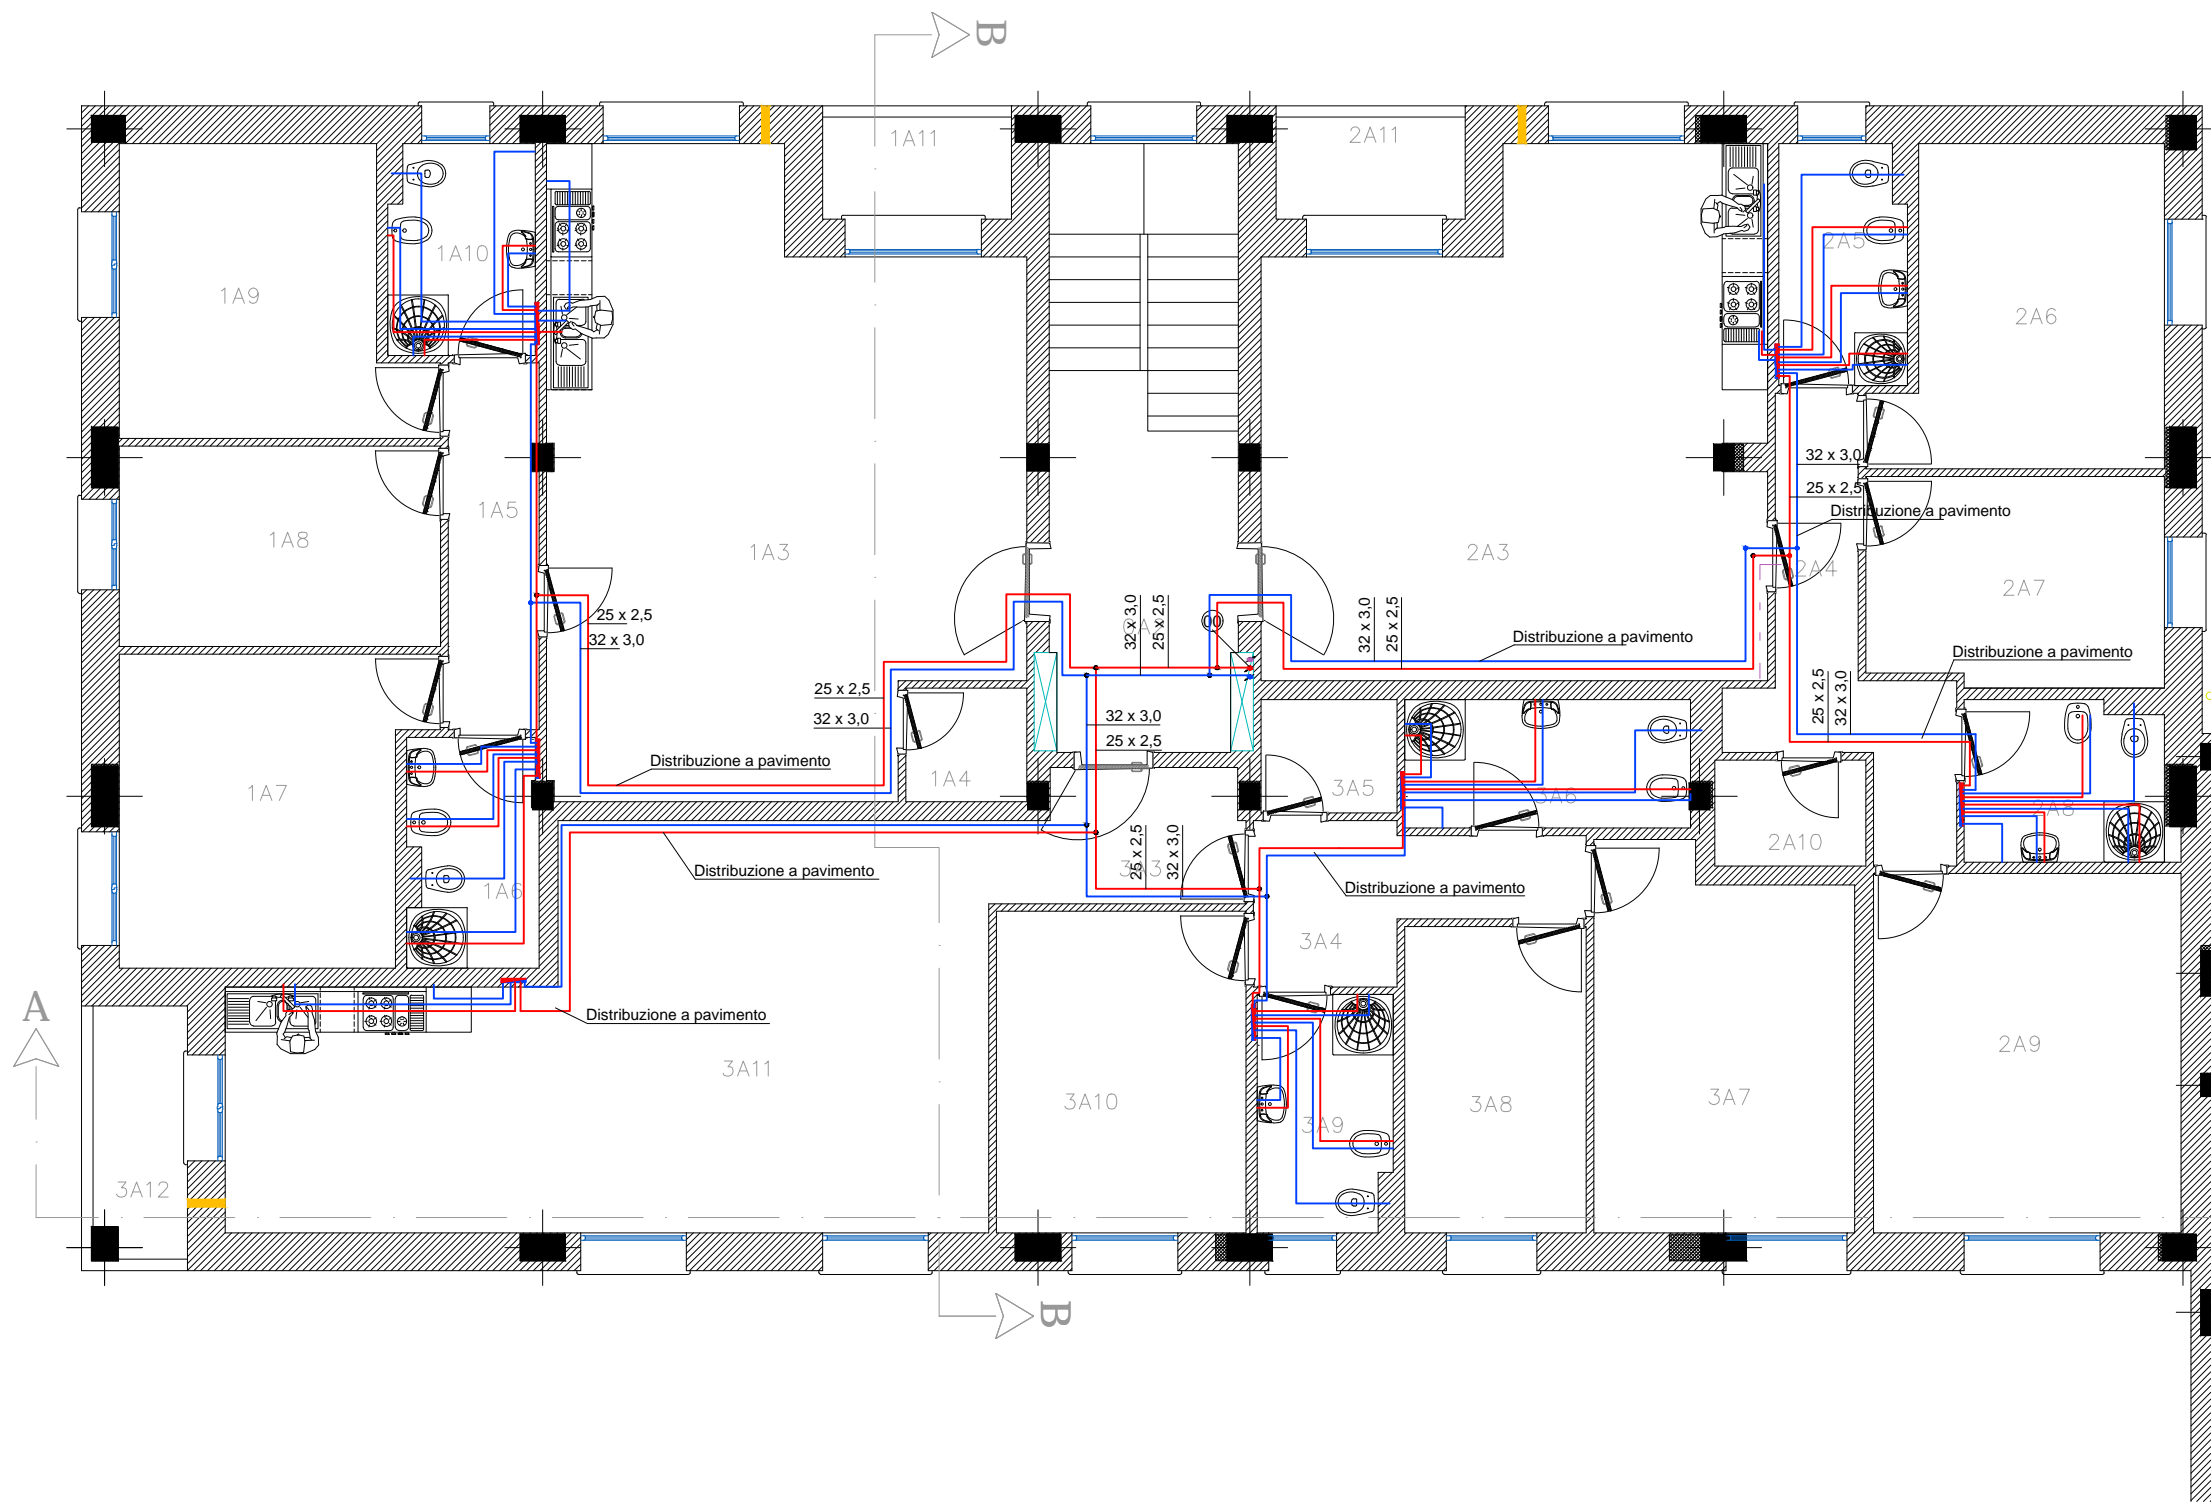 B
1A11
2A11
1A10
2A5
1A9
2A6
32 x 3,0
25 x 2,5
Distribuzione a pavimento
1A5
1A8
1A3
2A3
2A4
2A7
25 x 2,5
32 x 3,0
32 x 3,0
25 x 2,5
00
32 x 3,0
25 x 2,5
Distribuzione a pavimento
Distribuzione a pavimento
25 x 2,5
32 x 3,0
25 x 2,5
32 x 3,0
32 x 3,0
25 x 2,5
Distribuzione a pavimento
1A4
1A7
3A5
3A6
2A8
2A10
25 x 2,5
32 x 3,0
3A3
Distribuzione a pavimento
Distribuzione a pavimento
1A6
3A4
A
Distribuzione a pavimento
3A11
3A10
3A9
3A8
3A7
2A9
3A12
B